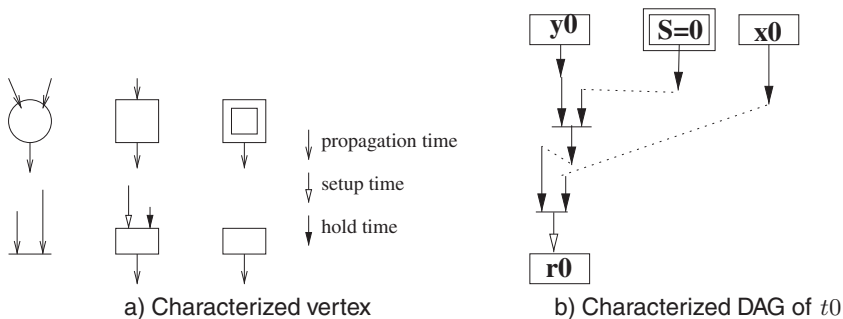 y0
S=0
x0
propagation time
setup time
hold time
r0
a) Characterized vertex
b) Characterized DAG of t0